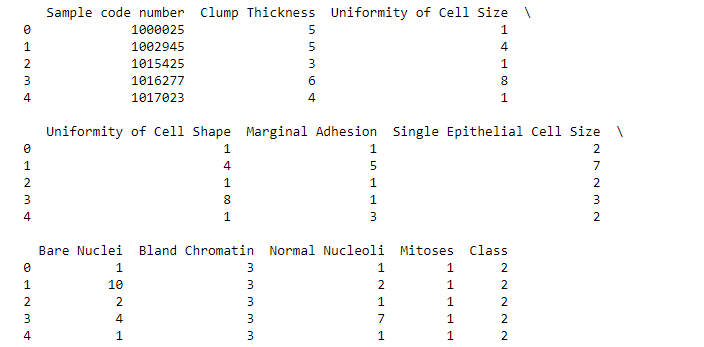 Sample code number  Clump Thickness  Uniformity of Cell Size  \
0  1000025  5  1
1  1002945  5  4
2  1015425  3  1
3  1016277  6  8
4  1017023  4  1
Uniformity of Cell Shape  Marginal Adhesion  Single Epithelial Cell Size  \
0  1  1  2
1  4  5  7
2  1  1  2
3  8  1  3
4  1  3  2
Bare Nuclei  Bland Chromatin  Normal Nucleoli  Mitoses  Class
0  1  3  1  1  2
1  10  3  2  1  2
2  2  3  1  1  2
3  4  3  7  1  2
4  1  3  1  1  2